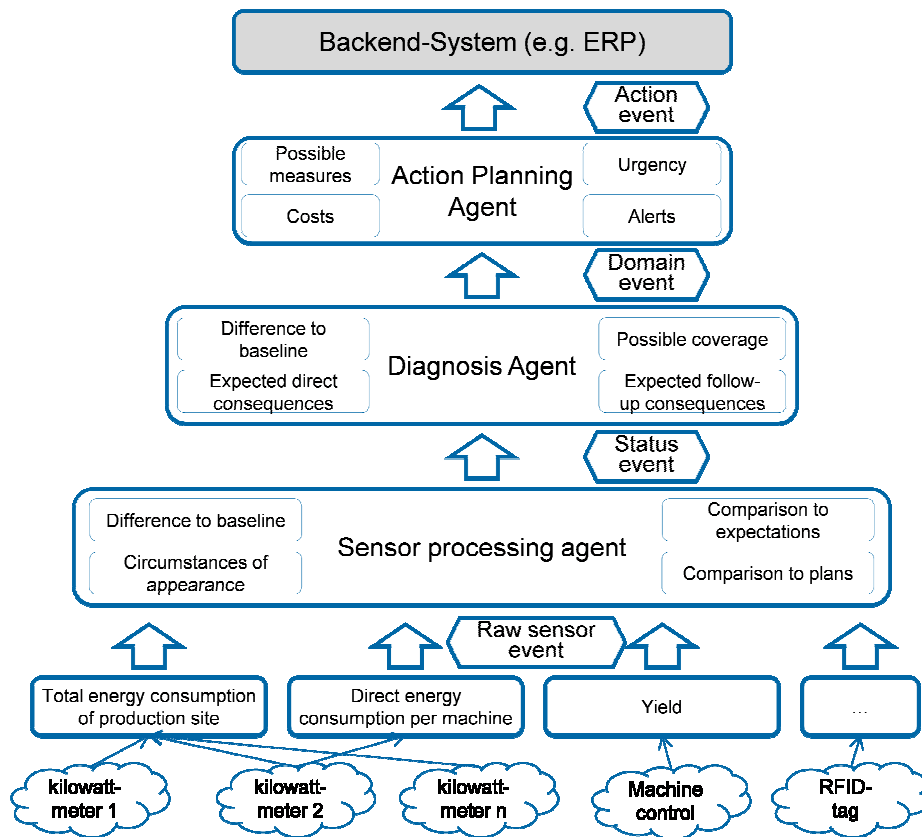 Backend-System (e.g. ERP)
Action
event
Possible
measures
Costs
Action Planning
Agent
Urgency
Alerts
Domain
event
Difference to
baseline
Expected direct
consequences
Diagnosis Agent
Possible coverage
Expected follow-
up consequences
Status
event
Difference to baseline
Circumstances of
appearance
Sensor processing agent
Comparison to
expectations
Comparison to plans
Raw sensor
event
Total energy consumption
of production site
Direct energy
consumption per machine
Yield
...
kilowatt-
meter 1
kilowatt-
meter 2
kilowatt-
meter n
Machine
control
RFID-
tag